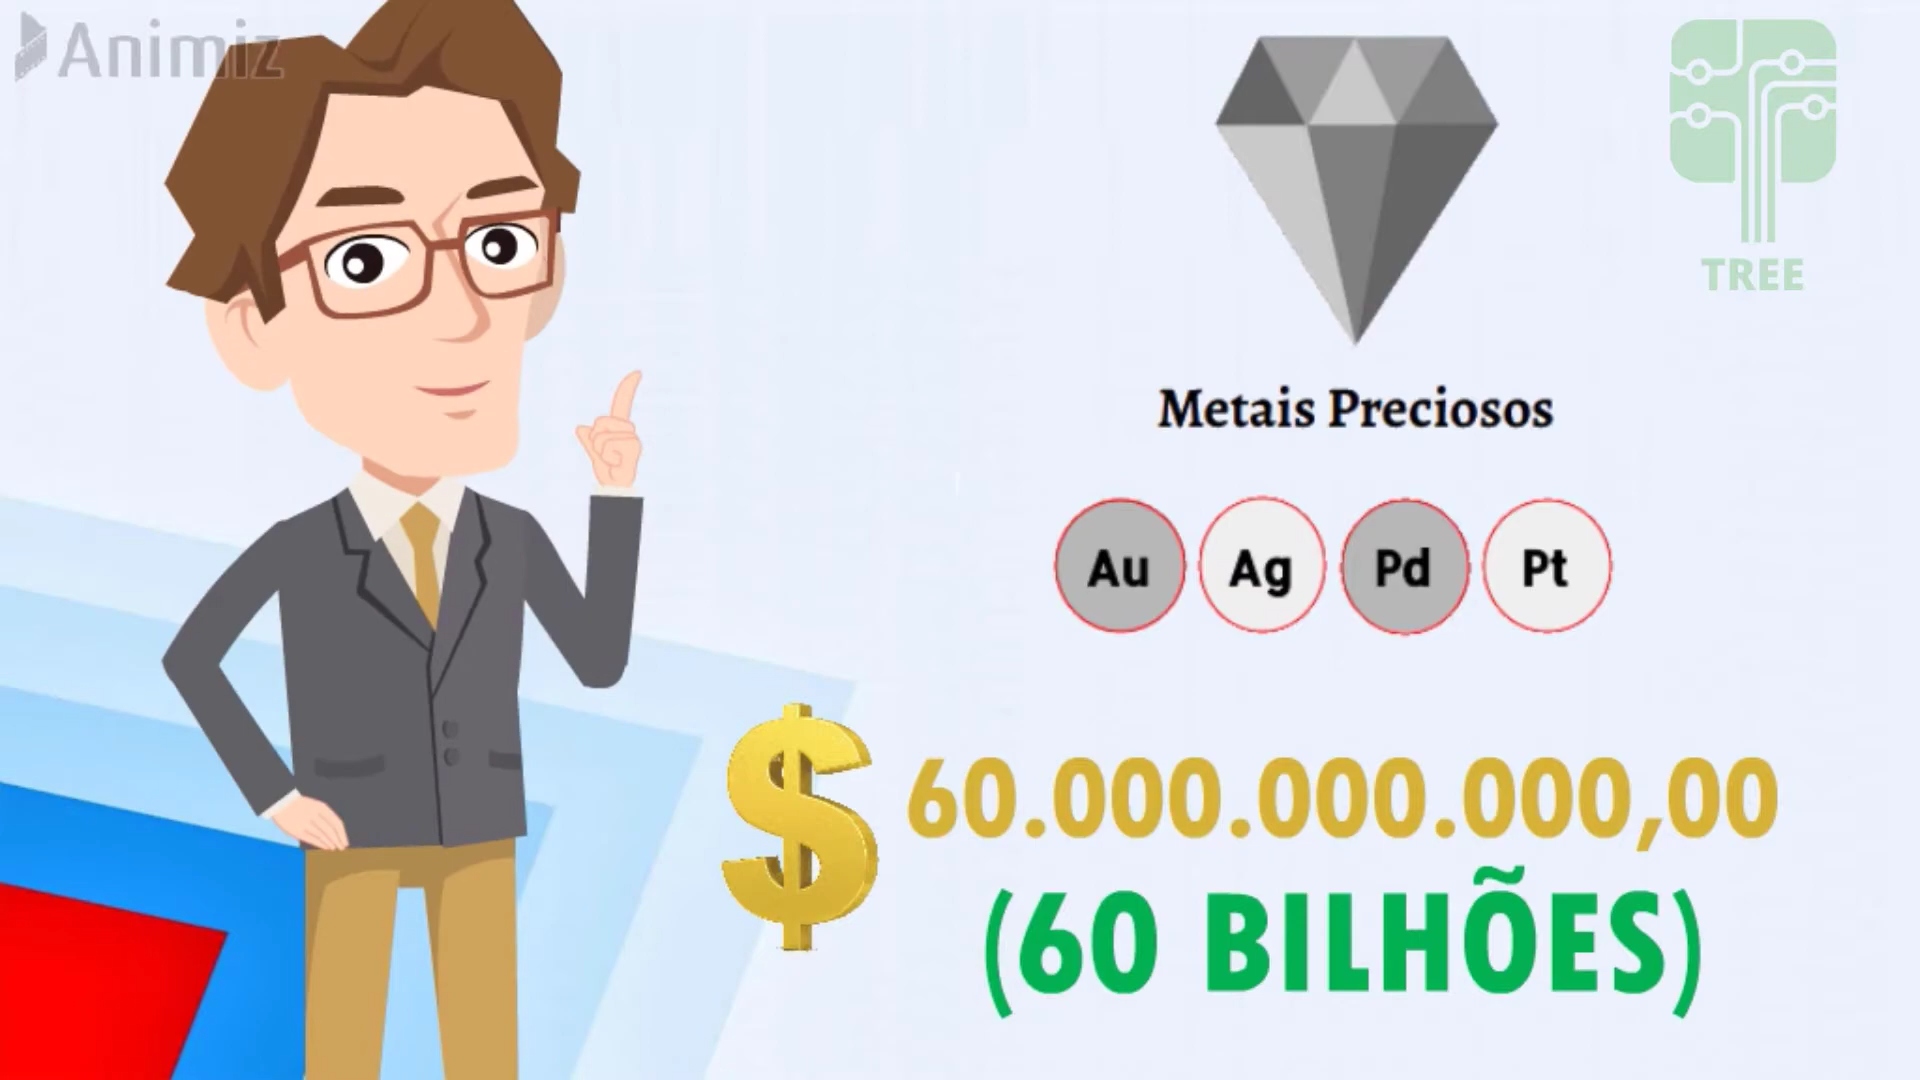 Animiz
TREE
Metais Preciosos
Au Ag Pd Pt
$ 60.000.000.000,00
(60 BILHÕES)